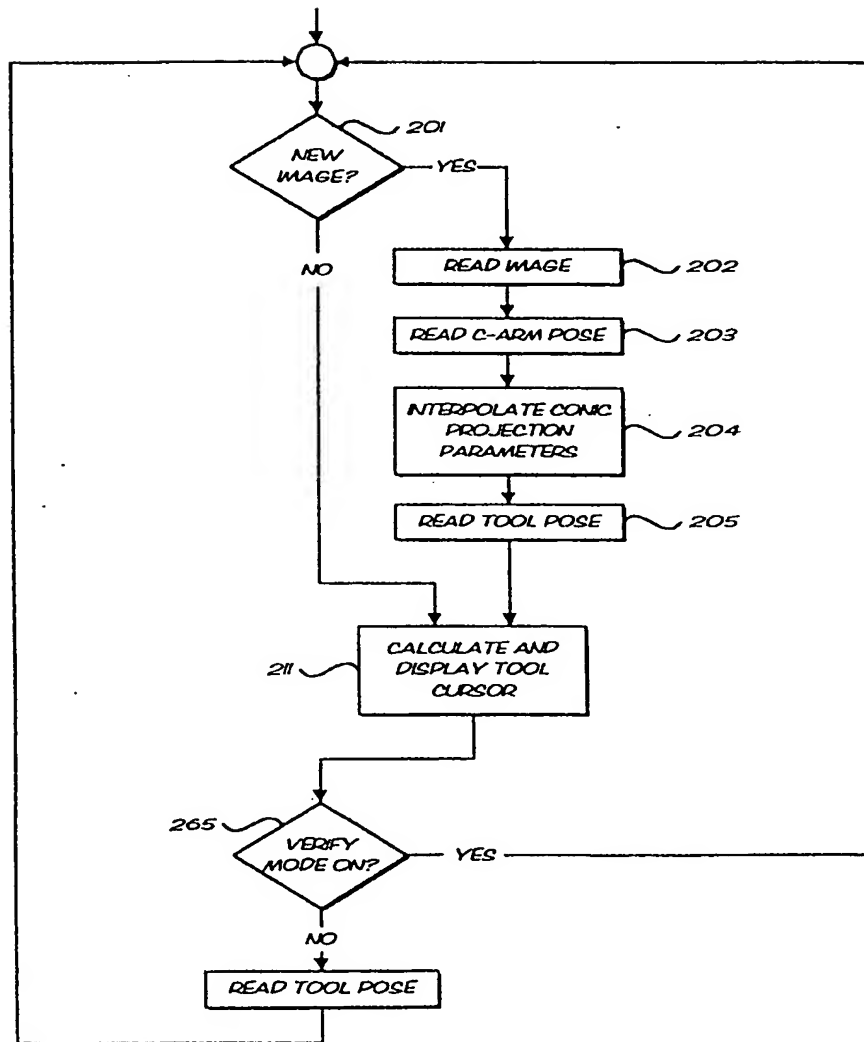 201
NEW
IMAGE?
YES
NO
READ IMAGE
202
READ C-ARM POSE
203
INTERPOLATE CONIC
PROJECTION
PARAMETERS
204
READ TOOL POSE
205
CALCULATE AND
DISPLAY TOOL
CURSOR
211
265
VERIFY
MODE ON?
YES
NO
READ TOOL POSE